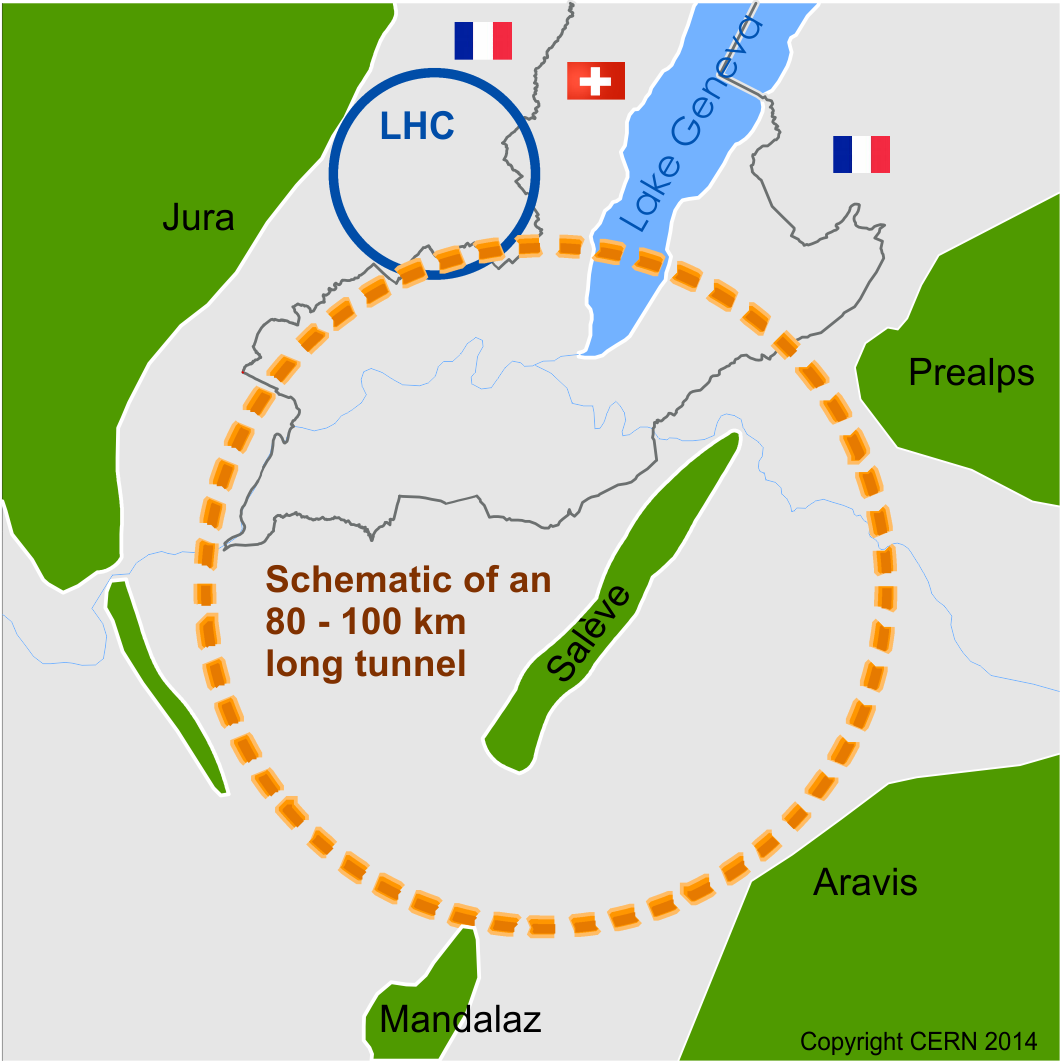 LHC
Lake Geneva
Jura
Prealps
Schematic of an
80 - 100 km
long tunnel
Salève
Aravis
Mandalaz
Copyright CERN 2014